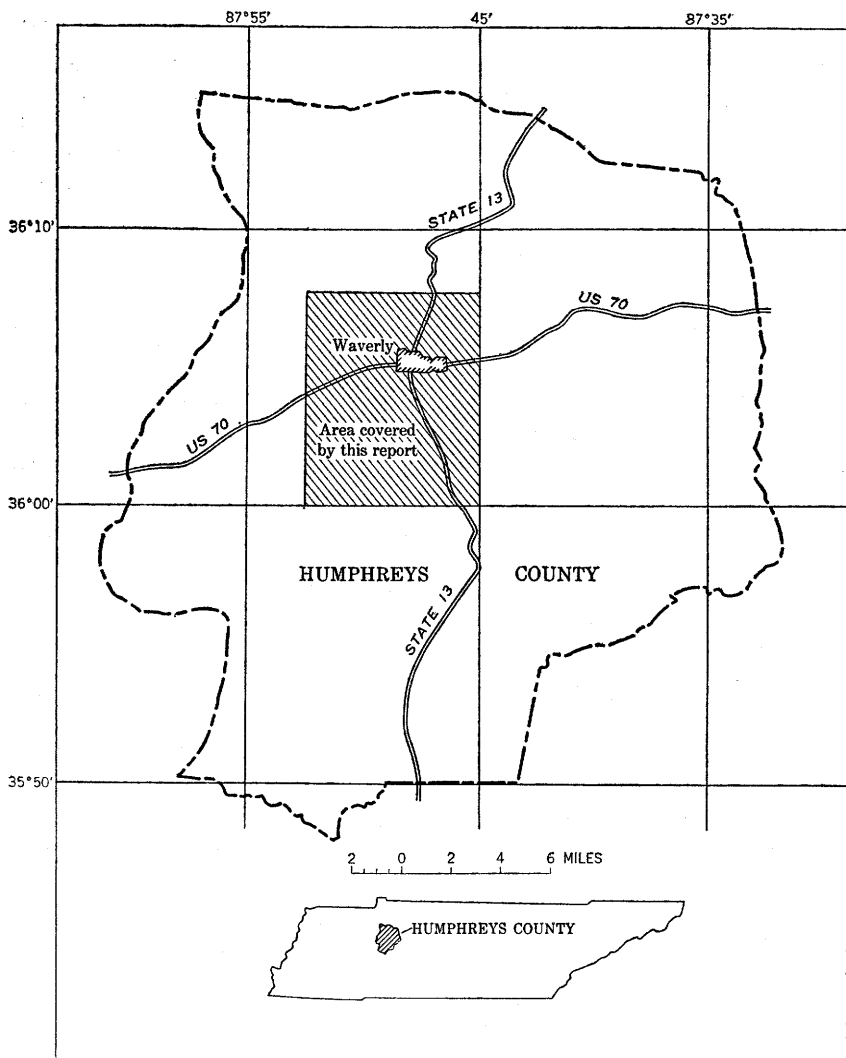 87°55′ 45′ 87°35′
STATE 13
36°10′
US 70
Waverly
US 70
Area covered
by this report
36°00′
HUMPHREYS COUNTY
STATE 13
35°50′
2 0 2 4 6 MILES
HUMPHREYS COUNTY